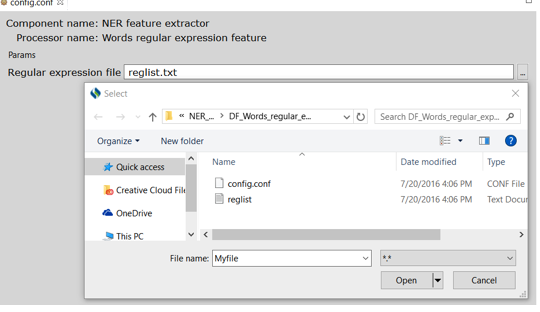 config.conf
Component name: NER feature extractor
Processor name: Words regular expression feature
Params
Regular expression file reglist.txt ...
Select
« NER_... > DF_Words_regular_e... Search DF_Words_regular_exp...
Organize New folder
Name Date modified Type
Quick access
config.conf 7/20/2016 4:06 PM CONF File
Creative Cloud File
reglist 7/20/2016 4:06 PM Text Docu
OneDrive
This PC
File name: Myfile *.*
Open Cancel